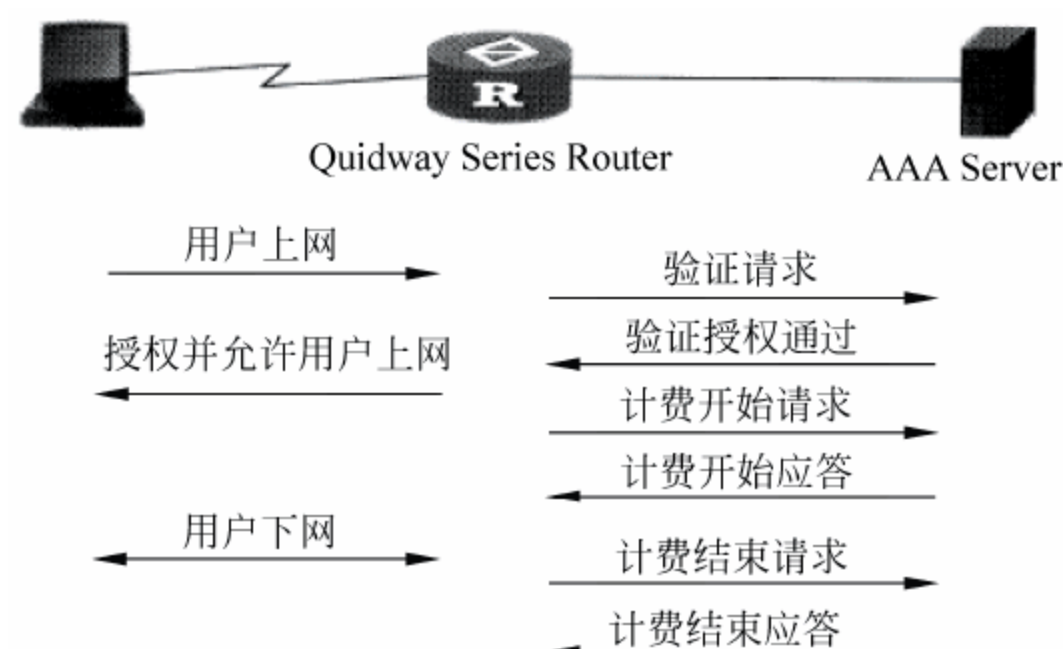 R
Quidway Series Router
AAA Server
用户上网
验证请求
验证授权通过
授权并允许用户上网
计费开始请求
计费开始应答
用户下网
计费结束请求
计费结束应答